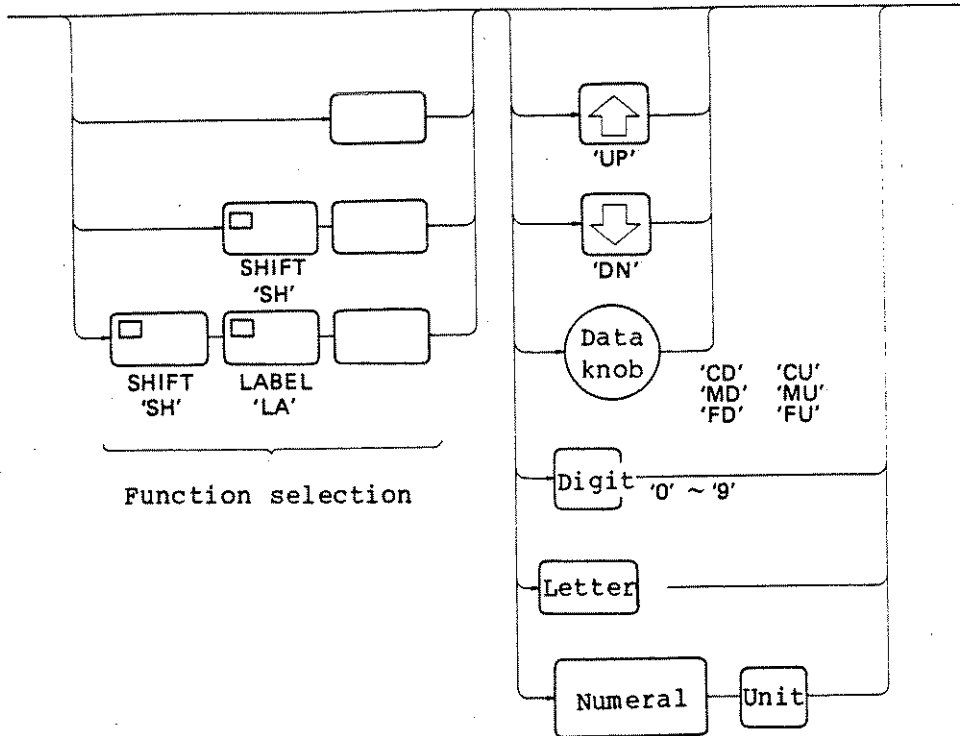 'UP'
SHIFT
'SH'
'DN'
SHIFT
'SH'
LABEL
'LA'
Function selection
Data
knob
'CD' 'CU'
'MD' 'MU'
'FD' 'FU'
Digit '0' ~ '9'
Letter
Numeral Unit